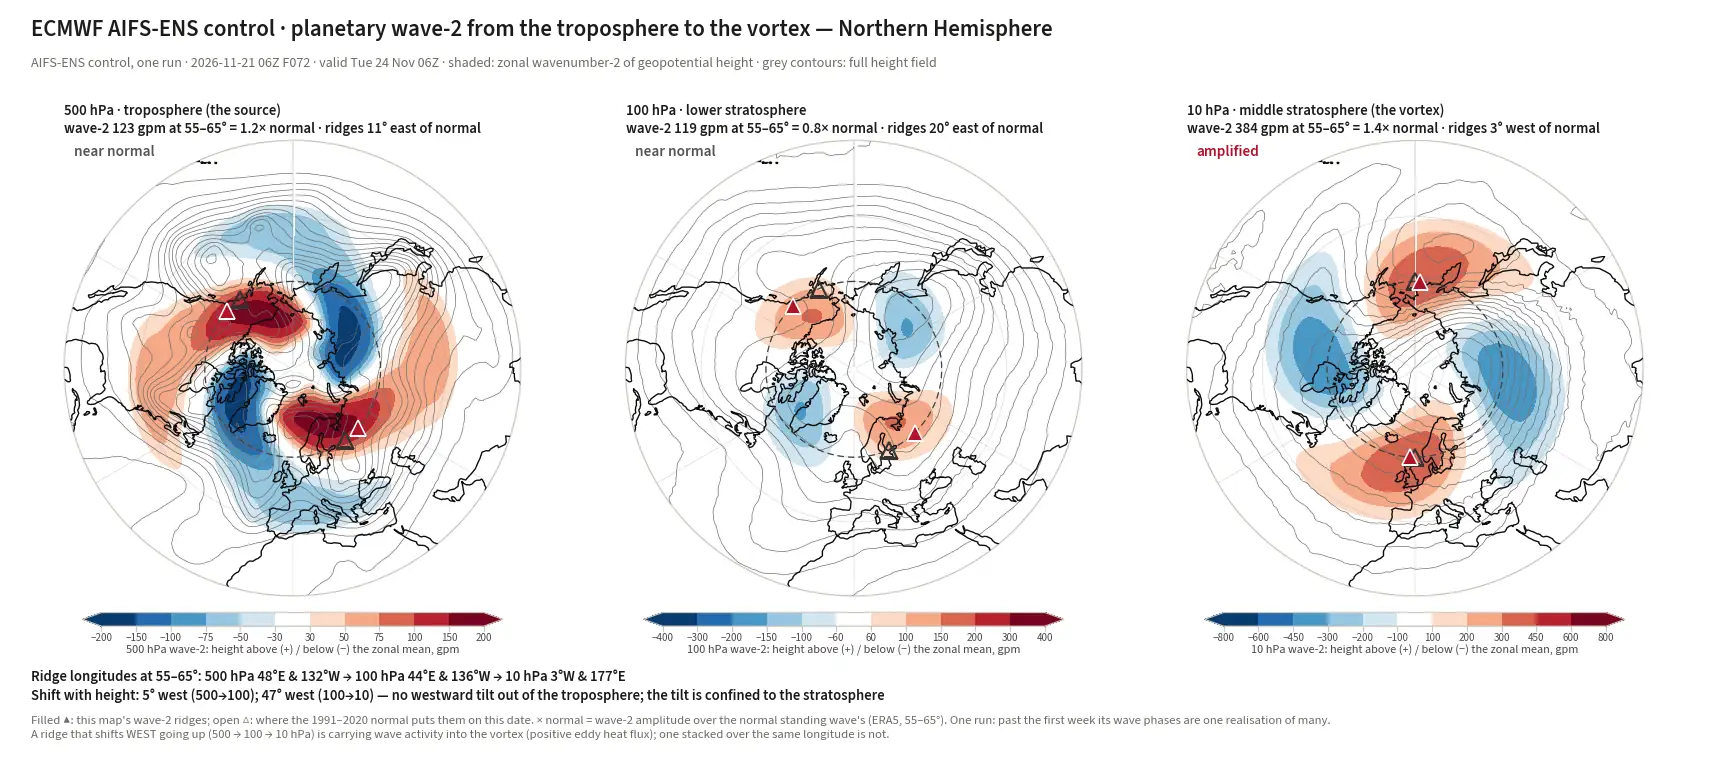 ECMWF AIFS-ENS control · planetary wave-2 from the troposphere to the vortex — Northern Hemisphere
AIFS-ENS control, one run · 2026-11-21 06Z F072 · valid Tue 24 Nov 06Z · shaded: zonal wavenumber-2 of geopotential height · grey contours: full height field
500 hPa · troposphere (the source)
wave-2 123 gpm at 55–65° = 1.2× normal · ridges 11° east of normal
near normal
100 hPa · lower stratosphere
wave-2 119 gpm at 55–65° = 0.8× normal · ridges 20° east of normal
near normal
10 hPa · middle stratosphere (the vortex)
wave-2 384 gpm at 55–65° = 1.4× normal · ridges 3° west of normal
amplified
−200 −150 −100 −75 −50 −30 30 50 75 100 150 200
500 hPa wave-2: height above (+) / below (−) the zonal mean, gpm
−400 −300 −200 −150 −100 −60 60 100 150 200 300 400
100 hPa wave-2: height above (+) / below (−) the zonal mean, gpm
−800 −600 −450 −300 −200 −100 100 200 300 450 600 800
10 hPa wave-2: height above (+) / below (−) the zonal mean, gpm
Ridge longitudes at 55–65°: 500 hPa 48°E & 132°W → 100 hPa 44°E & 136°W → 10 hPa 3°W & 177°E
Shift with height: 5° west (500→100); 47° west (100→10) — no westward tilt out of the troposphere; the tilt is confined to the stratosphere
Filled ▲: this map's wave-2 ridges; open △: where the 1991–2020 normal puts them on this date. × normal = wave-2 amplitude over the normal standing wave's (ERA5, 55–65°). One run: past the first week its wave phases are one realisation of many.
A ridge that shifts WEST going up (500 → 100 → 10 hPa) is carrying wave activity into the vortex (positive eddy heat flux); one stacked over the same longitude is not.